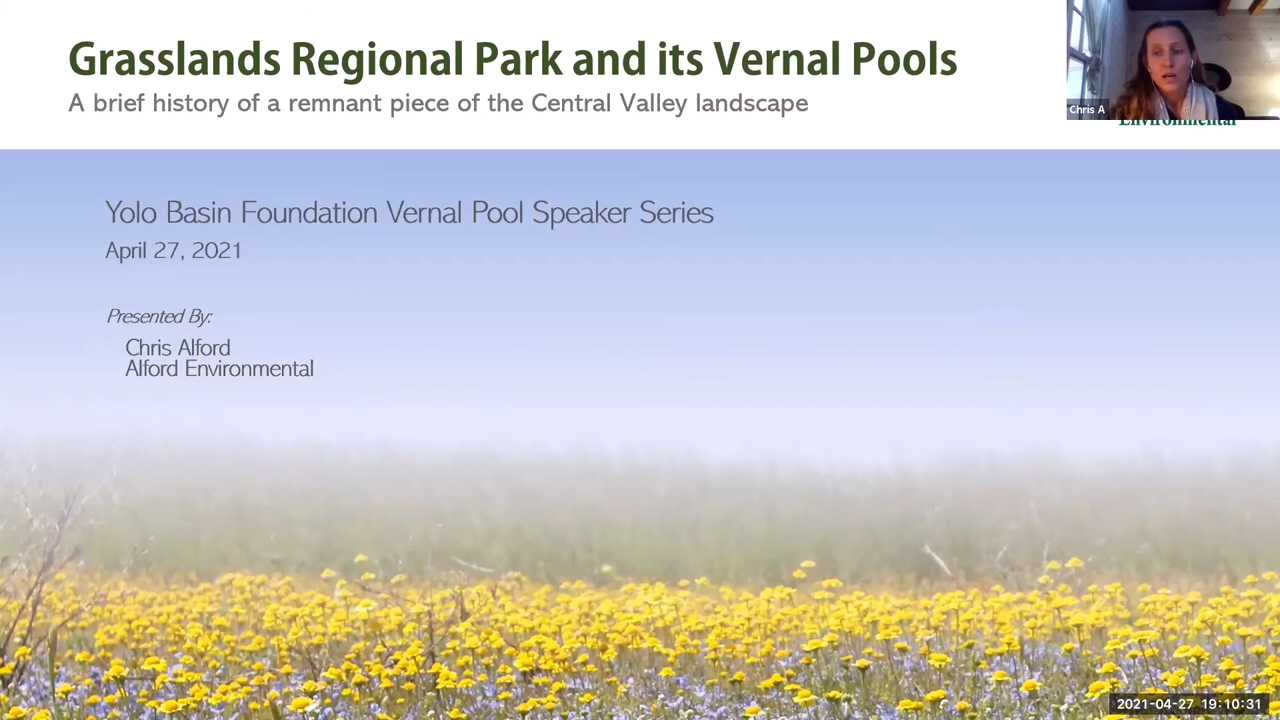 Grasslands Regional Park and its Vernal Pools
A brief history of a remnant piece of the Central Valley landscape
Chris A
Environmental
Yolo Basin Foundation Vernal Pool Speaker Series
April 27, 2021
Presented By:
Chris Alford
Alford Environmental
2021-04-27 19:10:31